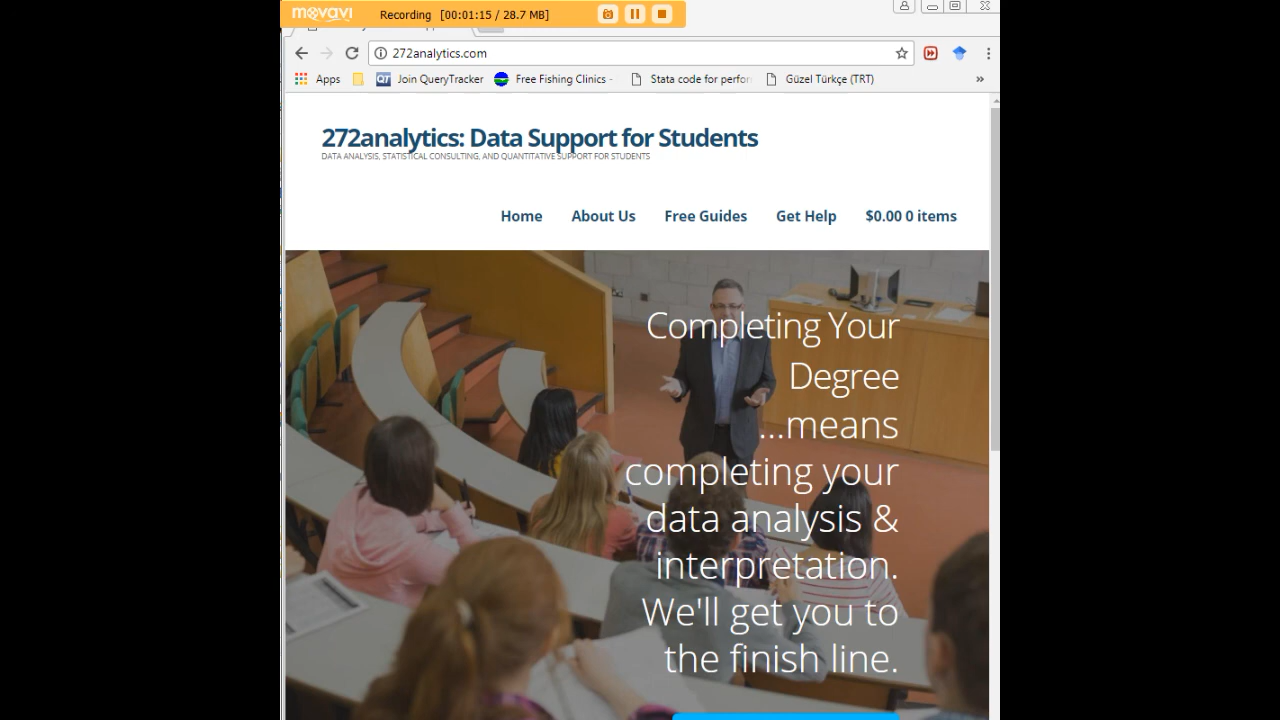 movavi Recording [00:01:15 / 28.7 MB]
272analytics.com
Apps QT Join QueryTracker Free Fishing Clinics - Stata code for perfor Güzel Türkçe (TRT) »
272analytics: Data Support for Students
DATA ANALYSIS, STATISTICAL CONSULTING, AND QUANTITATIVE SUPPORT FOR STUDENTS
Home About Us Free Guides Get Help $0.00 0 items
Completing Your
Degree
...means
completing your
data analysis &
interpretation.
We'll get you to
the finish line.